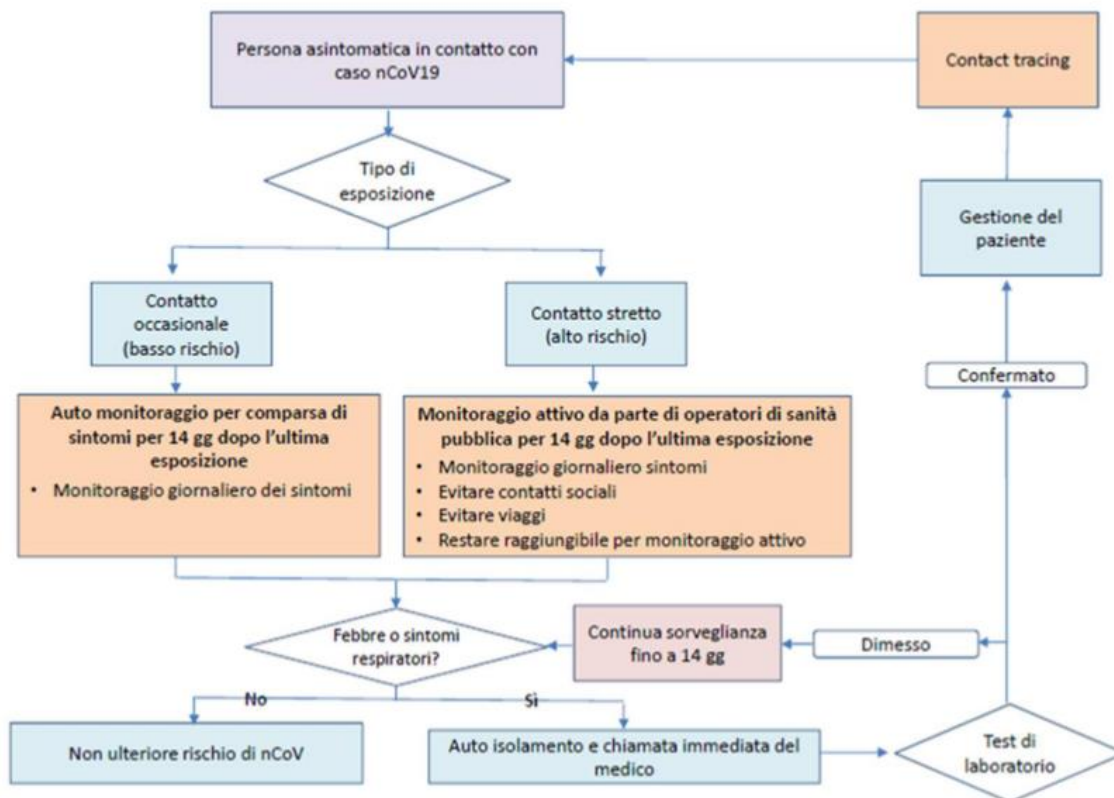 Persona asintomatica in contatto con
caso nCoV19
Contact tracing
Tipo di
esposizione
Gestione del
paziente
Contatto
occasionale
(basso rischio)
Contatto stretto
(alto rischio)
Confermato
Auto monitoraggio per comparsa di
sintomi per 14 gg dopo l'ultima
esposizione
• Monitoraggio giornaliero dei sintomi
Monitoraggio attivo da parte di operatori di sanità
pubblica per 14 gg dopo l'ultima esposizione
• Monitoraggio giornaliero sintomi
• Evitare contatti sociali
• Evitare viaggi
• Restare raggiungibile per monitoraggio attivo
Febbre o sintomi
respiratori?
Continua sorveglianza
fino a 14 gg
Dimesso
No
Sì
Non ulteriore rischio di nCoV
Auto isolamento e chiamata immediata del
medico
Test di
laboratorio